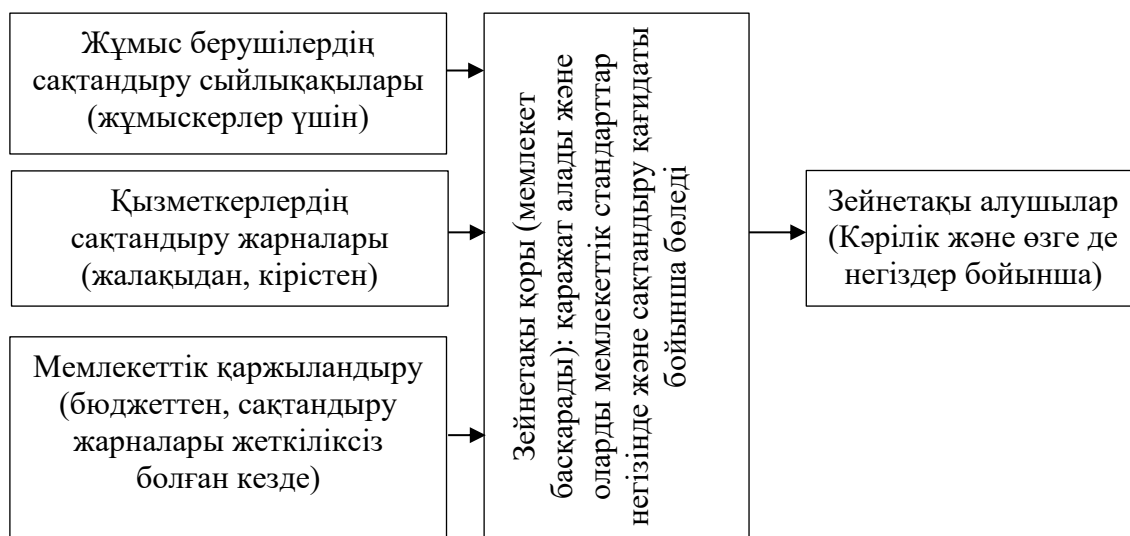 Жұмыс берушілердің
сақтандыру сыйлықақылары
(жұмыскерлер үшін)
Қызметкерлердің
сақтандыру жарналары
(жалақыдан, кірістен)
Мемлекеттік қаржыландыру
(бюджеттен, сақтандыру
жарналары жеткіліксіз
болған кезде)
Зейнетақы қоры (мемлекет
басқарады): қаражат алады және
оларды мемлекеттік стандарттар
негізінде және сақтандыру қағидаты
бойынша бөледі
Зейнетақы алушылар
(Кәрілік және өзге де
негіздер бойынша)